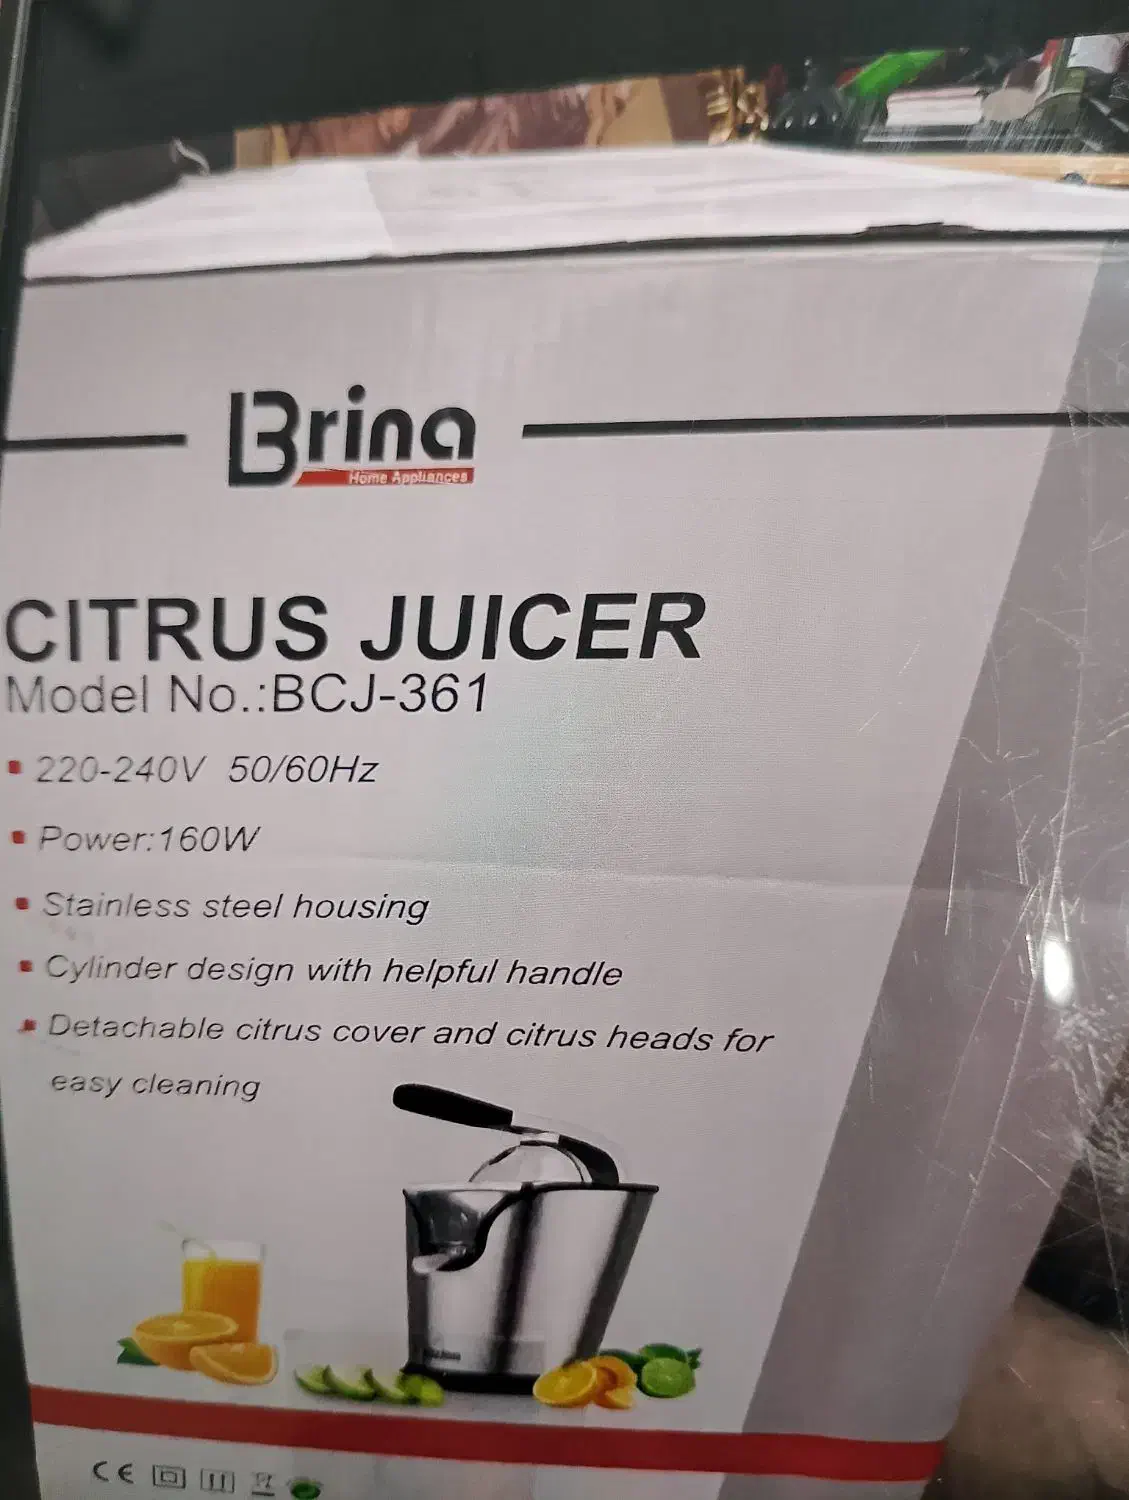 Brina
Home Appliances
CITRUS JUICER
Model No.:BCJ-361
220-240V 50/60Hz
Power:160W
Stainless steel housing
Cylinder design with helpful handle
Detachable citrus cover and citrus heads for
easy cleaning
CE